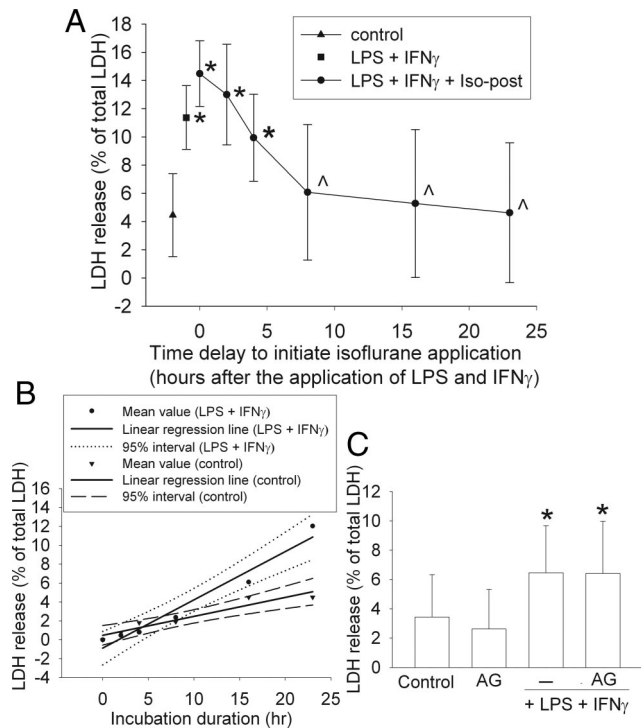 A
18
16
14
12
10
8
6
4
2
0
-2
LDH release (% of total LDH)
control
LPS + IFNγ
LPS + IFNγ + Iso-post
*
*
*
*
^
^
^
0 5 10 15 20 25
Time delay to initiate isoflurane application
(hours after the application of LPS and IFNγ)
B
Mean value (LPS + IFNγ)
Linear regression line (LPS + IFNγ)
95% interval (LPS + IFNγ)
Mean value (control)
Linear regression line (control)
95% interval (control)
16
14
12
10
8
6
4
2
0
-2
-4
LDH release (% of total LDH)
0 5 10 15 20 25
Incubation duration (hr)
C
12
10
8
6
4
2
0
LDH release (% of total LDH)
* *
Control AG — AG
+ LPS + IFNγ